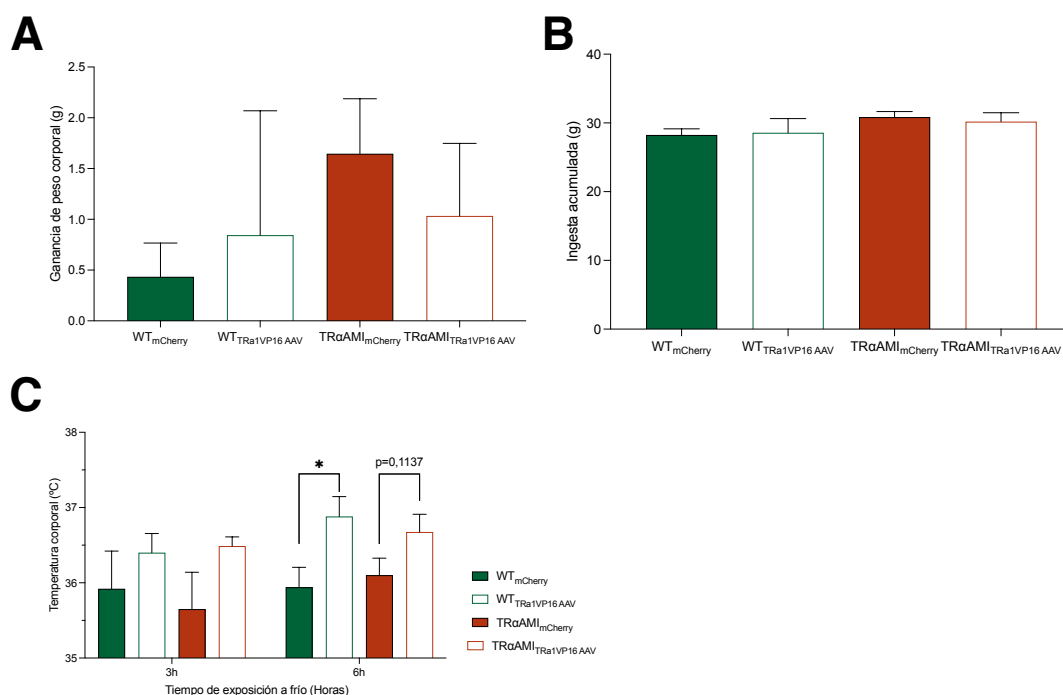 A
Ganancia de peso corporal (g)
2.5
2.0
1.5
1.0
0.5
0.0
WTmCherry
WTTRa1VP16 AAV
TRαAMImCherry
TRαAMITRa1VP16 AAV
B
Ingesta acumulada (g)
40
30
20
10
0
WTmCherry
WTTRa1VP16 AAV
TRαAMImCherry
TRαAMITRa1VP16 AAV
C
Temperatura corporal (ºC)
38
37
36
35
*
p=0,1137
3h
6h
Tiempo de exposición a frío (Horas)
WTmCherry
WTTRa1VP16 AAV
TRαAMImCherry
TRαAMITRa1VP16 AAV